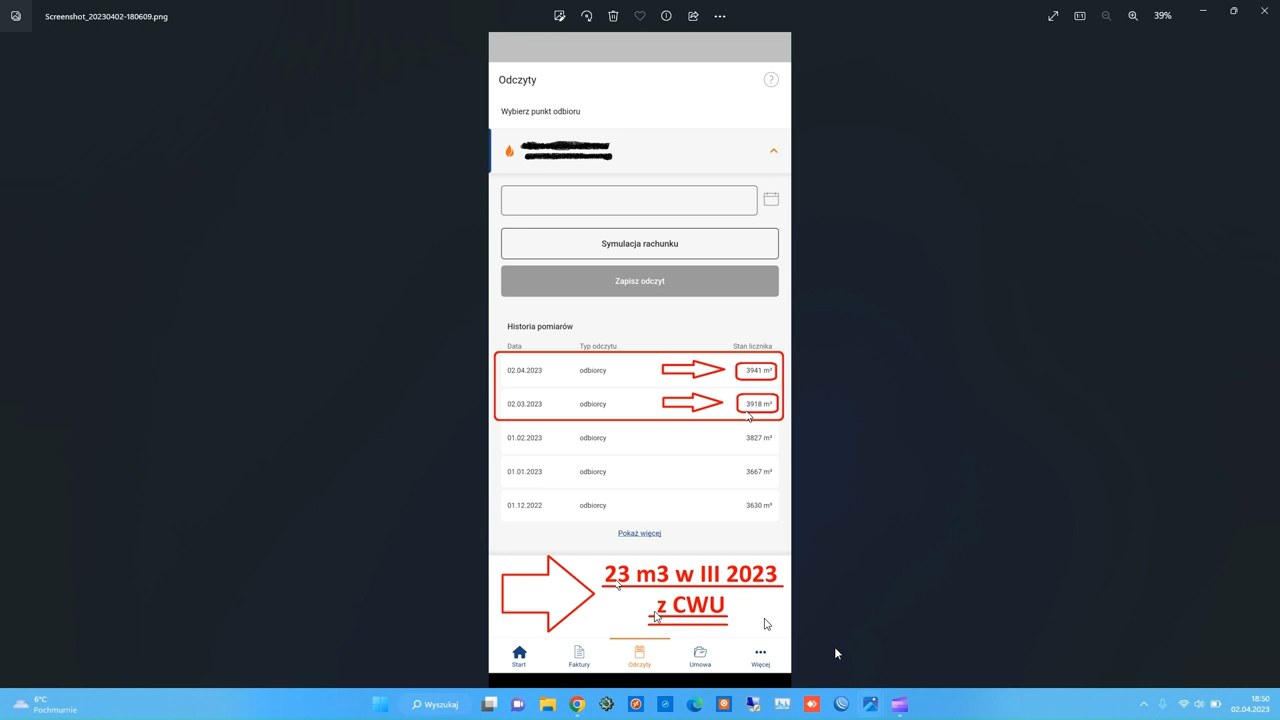 Screenshot_20230402-180609.png
39%
Odczyty
?
Wybierz punkt odbioru
Symulacja rachunku
Zapisz odczyt
Historia pomiarów
Data Typ odczytu Stan licznika
02.04.2023 odbiorcy 3941 m³
02.03.2023 odbiorcy 3918 m³
01.02.2023 odbiorcy 3827 m³
01.01.2023 odbiorcy 3667 m³
01.12.2022 odbiorcy 3630 m³
Pokaż więcej
23 m3 w III 2023
z CWU
Start Faktury Odczyty Umowa Więcej
6°C
Pochmurnie
Wyszukaj
18:50
02.04.2023